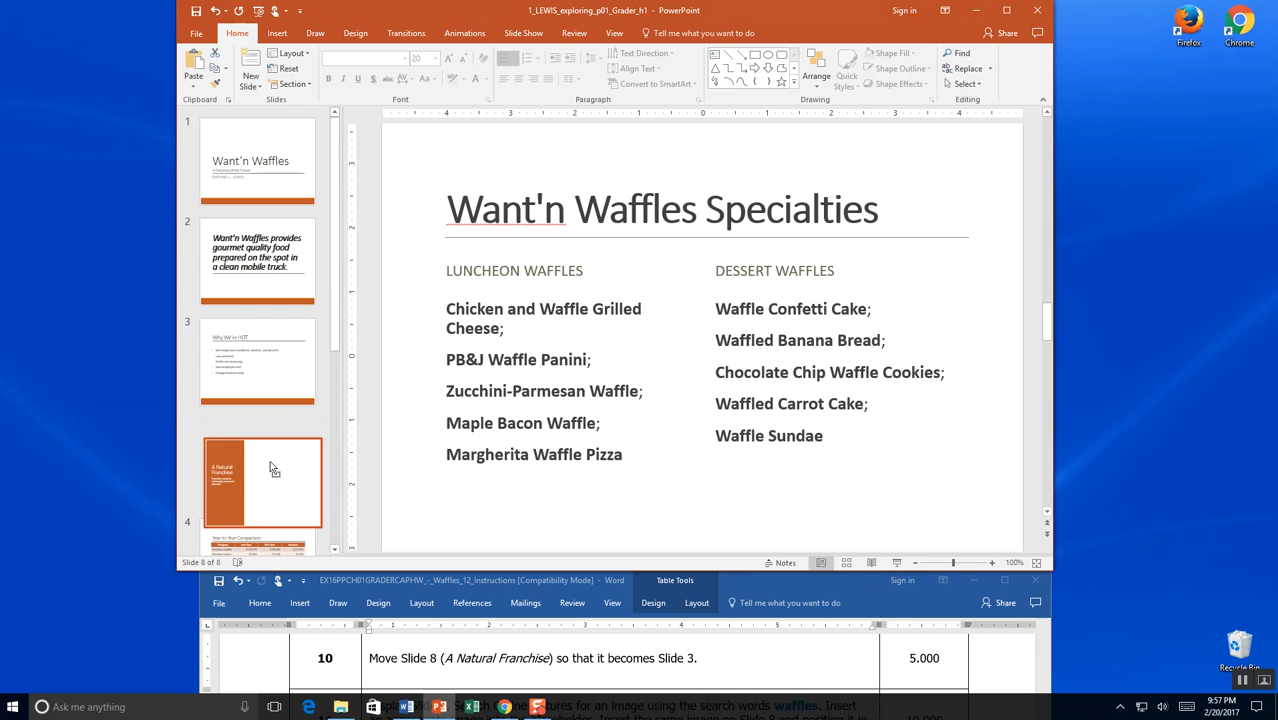 1_LEWIS_exploring_p01_Grader_h1 - PowerPoint
Sign in
File Home Insert Draw Design Transitions Animations Slide Show Review View Tell me what you want to do Share
Paste
Clipboard
New Slide
Layout
Reset
Section
Slides
20
Font
Text Direction
Align Text
Convert to SmartArt
Paragraph
Arrange
Quick Styles
Shape Fill
Shape Outline
Shape Effects
Drawing
Find
Replace
Select
Editing
Firefox
Chrome
1
Want'n Waffles
2
Want'n Waffles provides
gourmet quality food
prepared on the spot in
a clean mobile truck.
3
Why We're HOT
A Natural
Franchise
4
Year to Year Comparison
Want'n Waffles Specialties
LUNCHEON WAFFLES
Chicken and Waffle Grilled
Cheese;
PB&J Waffle Panini;
Zucchini-Parmesan Waffle;
Maple Bacon Waffle;
Margherita Waffle Pizza
DESSERT WAFFLES
Waffle Confetti Cake;
Waffled Banana Bread;
Chocolate Chip Waffle Cookies;
Waffled Carrot Cake;
Waffle Sundae
Slide 8 of 8
Notes
100%
EX16PPCH01GRADERCAPHW_-_Waffles_12_Instructions [Compatibility Mode] - Word
Table Tools
Sign in
File Home Insert Draw Design Layout References Mailings Review View Design Layout Tell me what you want to do Share
10 Move Slide 8 (A Natural Franchise) so that it becomes Slide 3. 5.000
Recycle Bin
Ask me anything
9:57 PM
2/20/2017